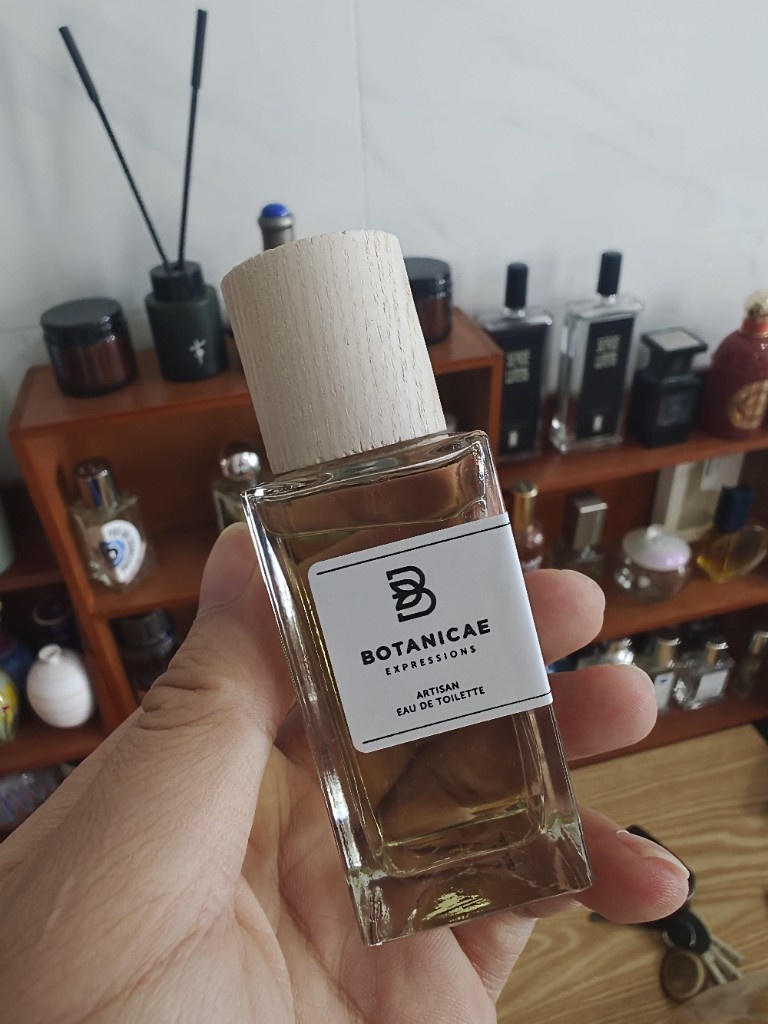 BOTANICAE
EXPRESSIONS
ARTISAN
EAU DE TOILETTE